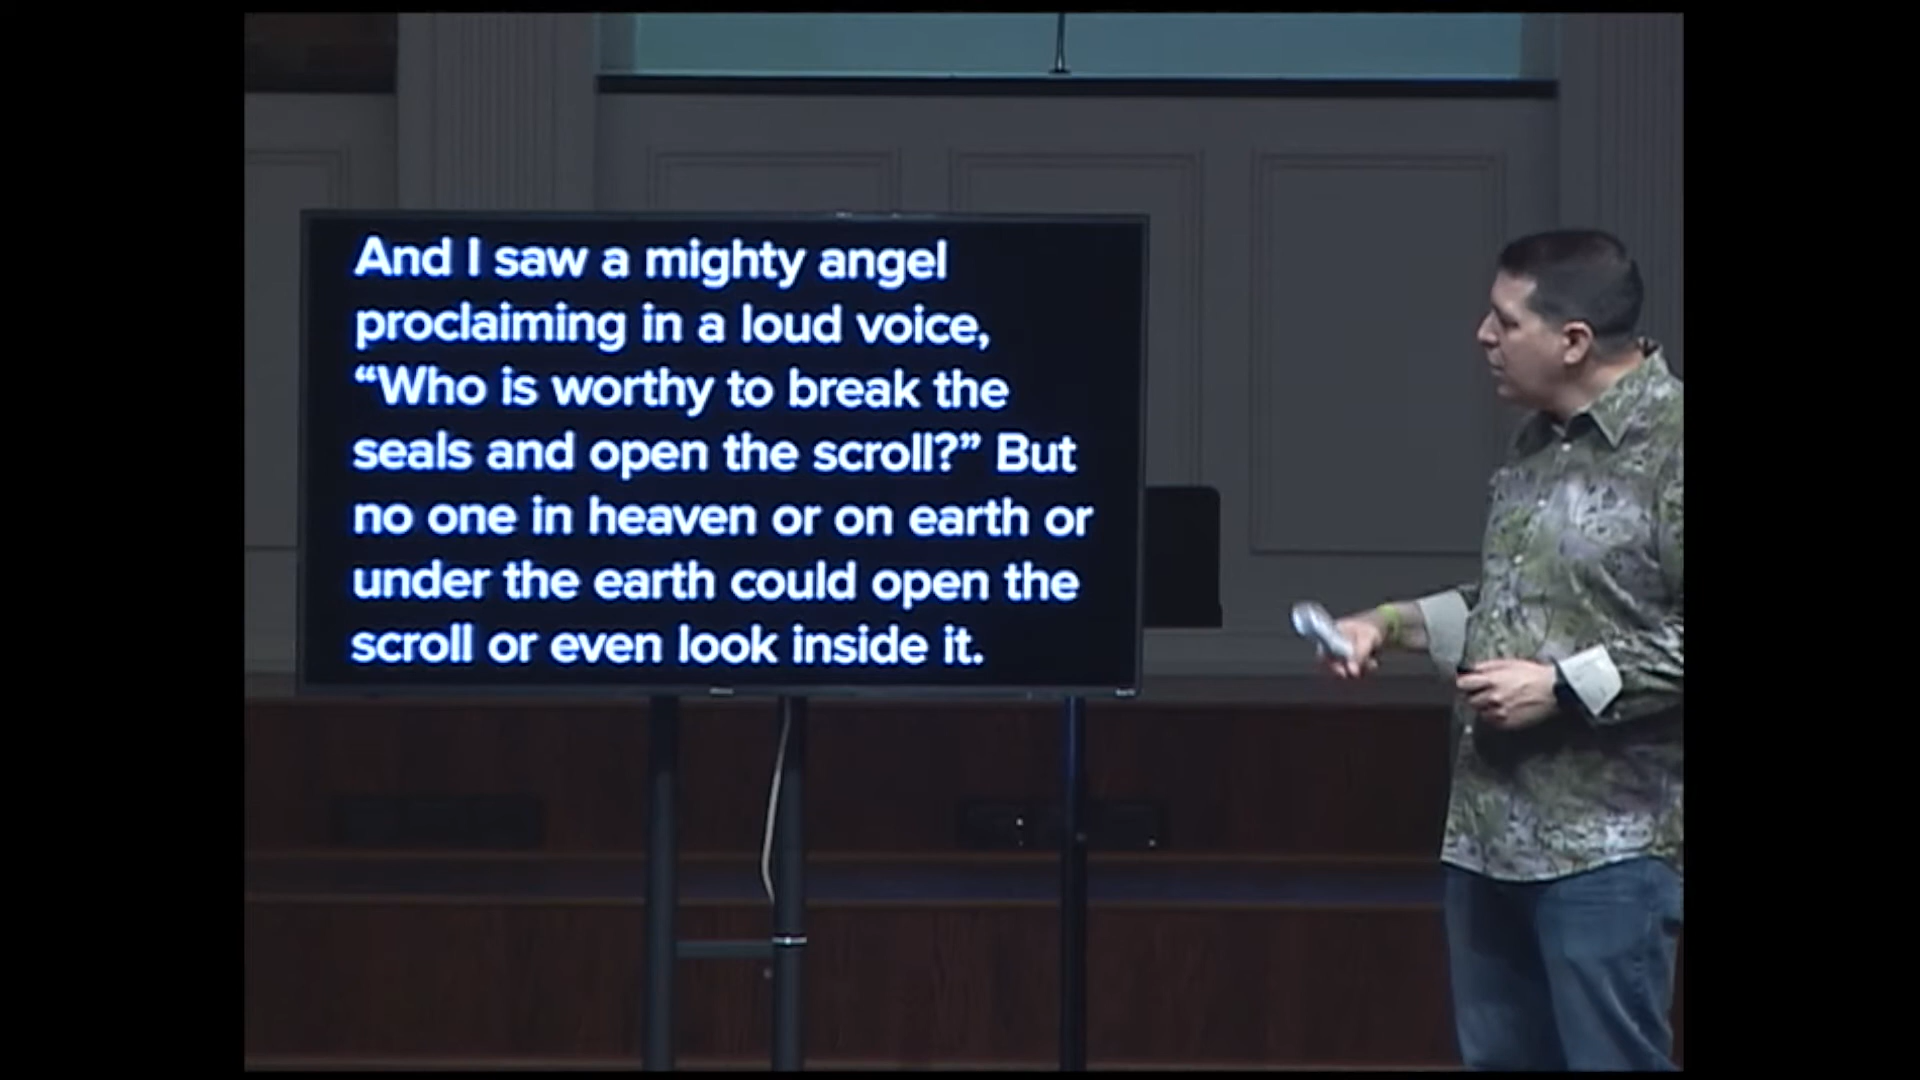 And I saw a mighty angel
proclaiming in a loud voice,
“Who is worthy to break the
seals and open the scroll?” But
no one in heaven or on earth or
under the earth could open the
scroll or even look inside it.